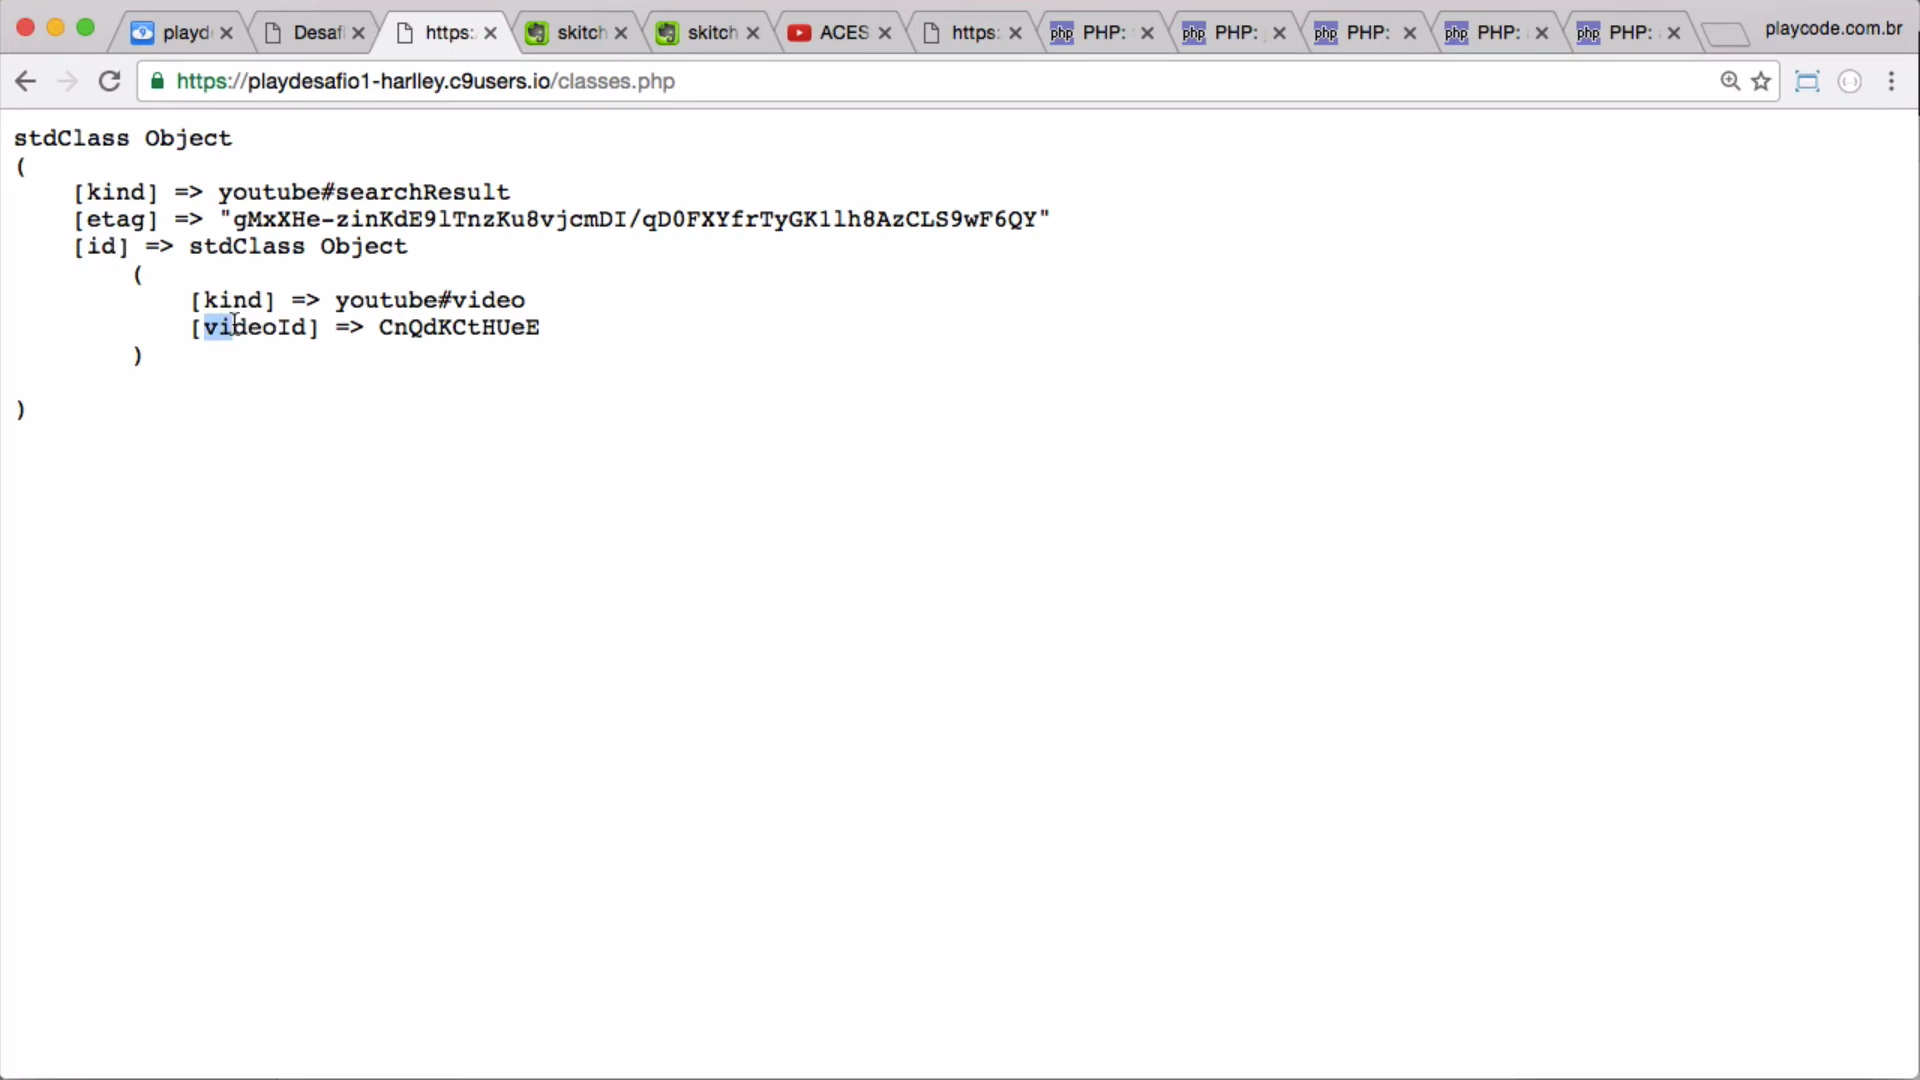 playd Desafi https: skitch skitch ACES https: PHP: PHP: PHP: PHP: PHP: playcode.com.br
https://playdesafio1-harlley.c9users.io/classes.php
stdClass Object
(
[kind] => youtube#searchResult
[etag] => "gMxXHe-zinKdE9lTnzKu8vjcmDI/qD0FXYfrTyGK1lh8AzCLS9wF6QY"
[id] => stdClass Object
(
[kind] => youtube#video
[videoId] => CnQdKCtHUeE
)
)